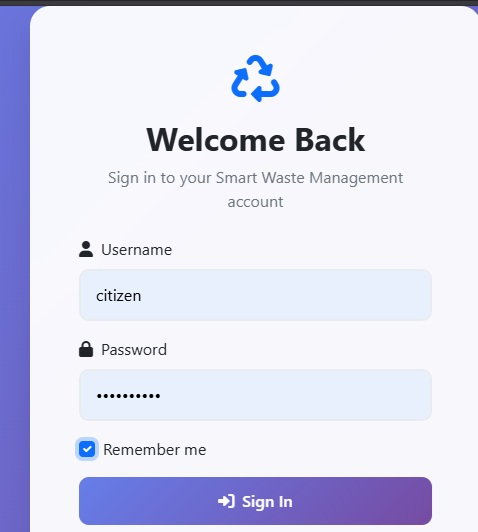 Welcome Back
Sign in to your Smart Waste Management
account
Username
citizen
Password
••••••••••
Remember me
Sign In